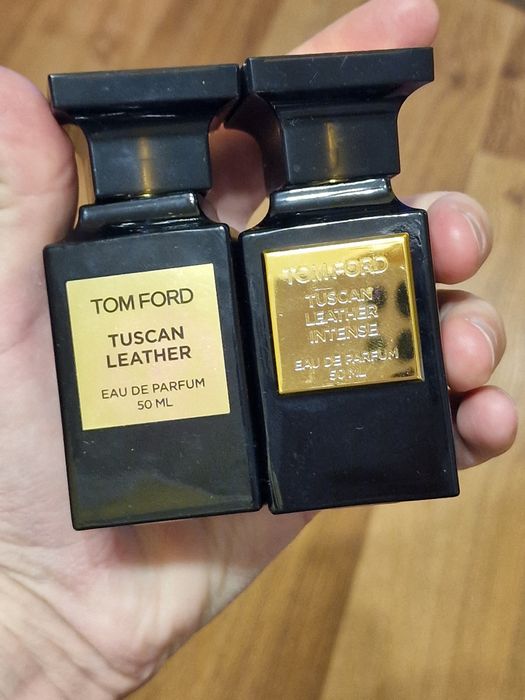 TOM FORD
TUSCAN
LEATHER
EAU DE PARFUM
50 ML
TOM FORD
TUSCAN
LEATHER
INTENSE
EAU DE PARFUM
50 ML